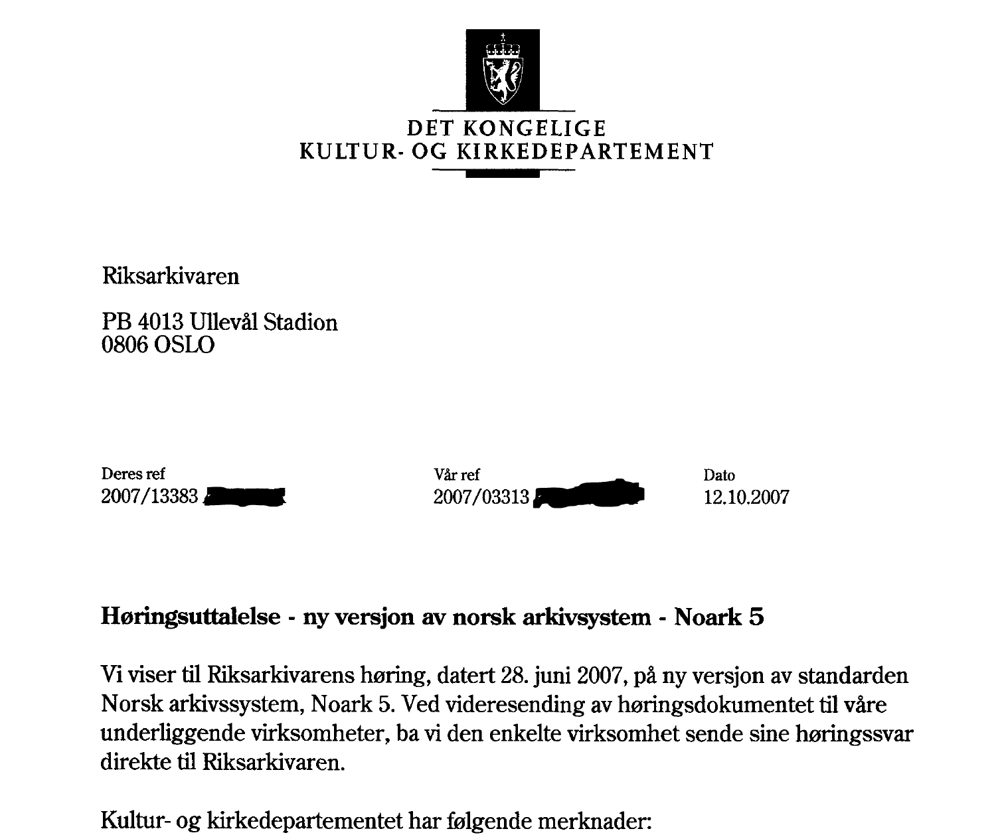 DET KONGELIGE
KULTUR- OG KIRKEDEPARTEMENT
Riksarkivaren
PB 4013 Ullevål Stadion
0806 OSLO
Deres ref
Vår ref
Dato
2007/13383
2007/03313
12.10.2007
Høringsuttalelse - ny versjon av norsk arkivsystem - Noark 5
Vi viser til Riksarkivarens høring, datert 28. juni 2007, på ny versjon av standarden
Norsk arkivssystem, Noark 5. Ved videresending av høringsdokumentet til våre
underliggende virksomheter, ba vi den enkelte virksomhet sende sine høringssvar
direkte til Riksarkivaren.
Kultur- og kirkedepartementet har følgende merknader: